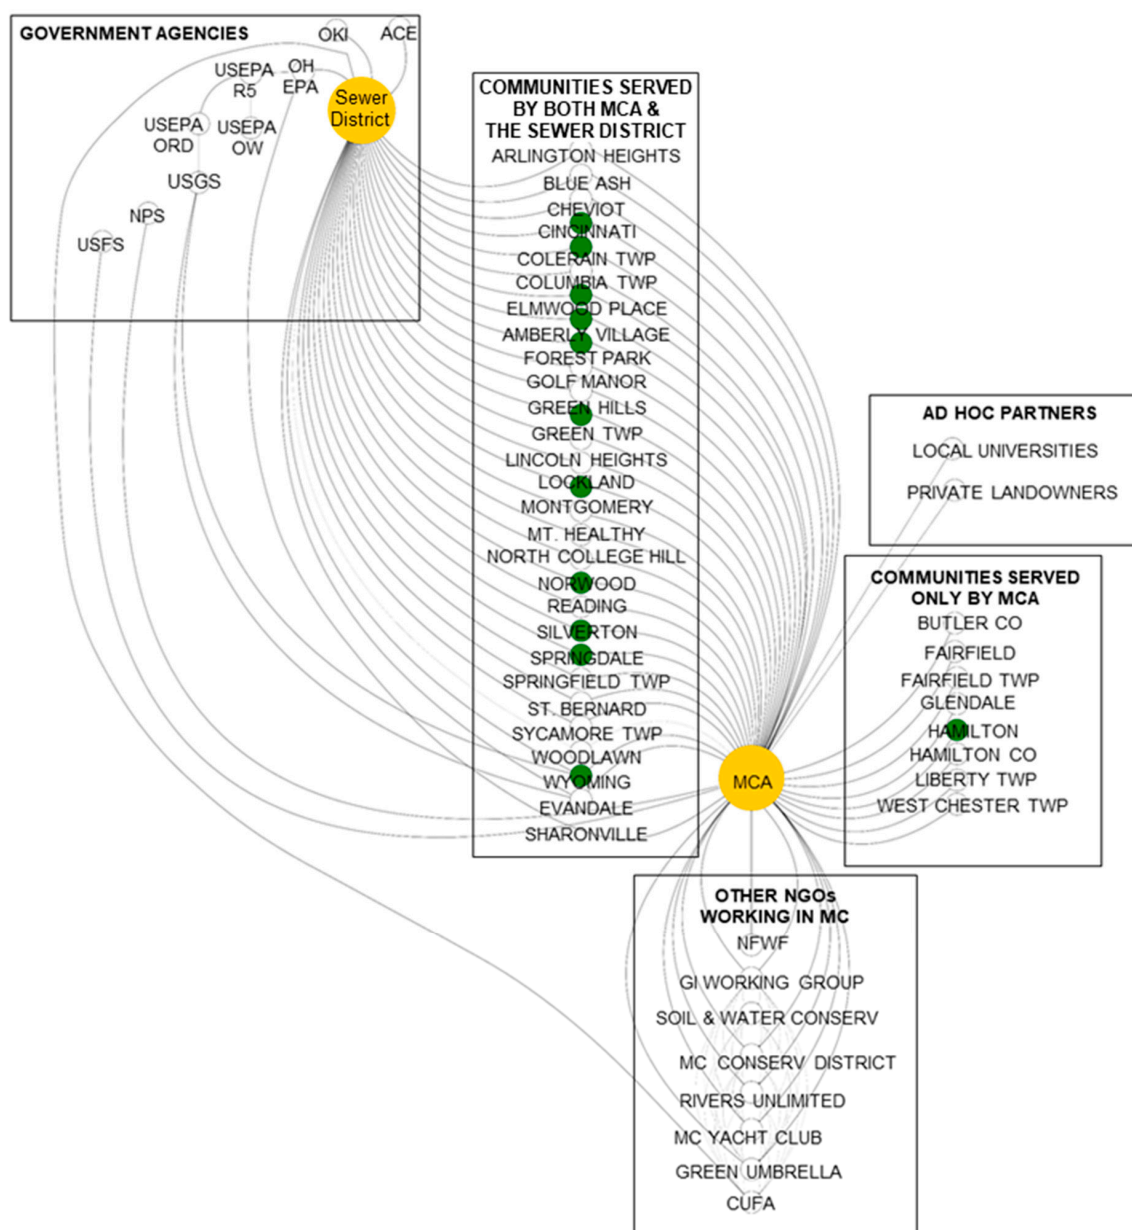 GOVERNMENT AGENCIES
OKI
ACE
USEPA
R5
OH
EPA
Sewer
District
USEPA
ORD
USEPA
OW
USGS
NPS
USFS
COMMUNITIES SERVED
BY BOTH MCA &
THE SEWER DISTRICT
ARLINGTON HEIGHTS
BLUE ASH
CHEVIOT
CINCINNATI
COLERAIN TWP
COLUMBIA TWP
ELMWOOD PLACE
AMBERLY VILLAGE
FOREST PARK
GOLF MANOR
GREEN HILLS
GREEN TWP
LINCOLN HEIGHTS
LOCKLAND
MONTGOMERY
MT. HEALTHY
NORTH COLLEGE HILL
NORWOOD
READING
SILVERTON
SPRINGDALE
SPRINGFIELD TWP
ST. BERNARD
SYCAMORE TWP
WOODLAWN
WYOMING
EVANDALE
SHARONVILLE
MCA
AD HOC PARTNERS
LOCAL UNIVERSITIES
PRIVATE LANDOWNERS
COMMUNITIES SERVED
ONLY BY MCA
BUTLER CO
FAIRFIELD
FAIRFIELD TWP
GLENDALE
HAMILTON
HAMILTON CO
LIBERTY TWP
WEST CHESTER TWP
OTHER NGOs
WORKING IN MC
NFWF
GI WORKING GROUP
SOIL & WATER CONSERV
MC CONSERV DISTRICT
RIVERS UNLIMITED
MC YACHT CLUB
GREEN UMBRELLA
CUFA